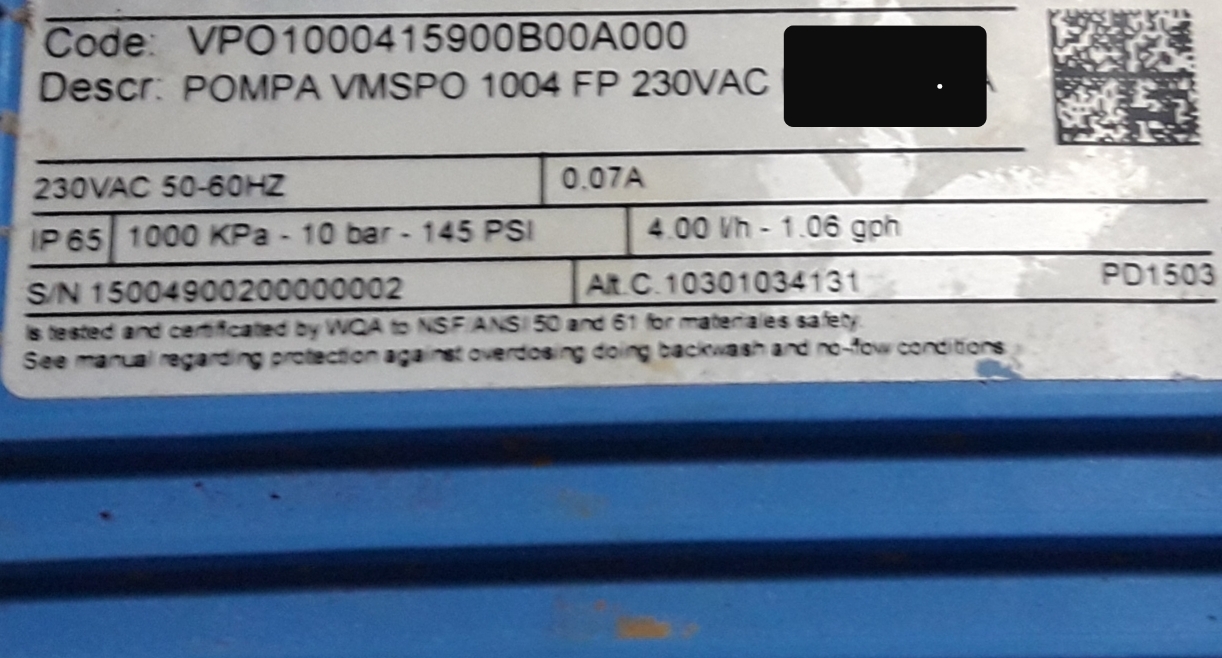 Code: VPO1000415900B00A000
Descr: POMPA VMSPO 1004 FP 230VAC
230VAC 50-60HZ 0.07A
IP 65 1000 KPa - 10 bar - 145 PSI 4.00 l/h - 1.06 gph
S/N 15004900200000002 Alt.C.10301034131 PD1503
Is tested and certificated by WQA to NSF/ANSI 50 and 61 for materiales safety.
See manual regarding protection against overdosing doing backwash and no-flow conditions